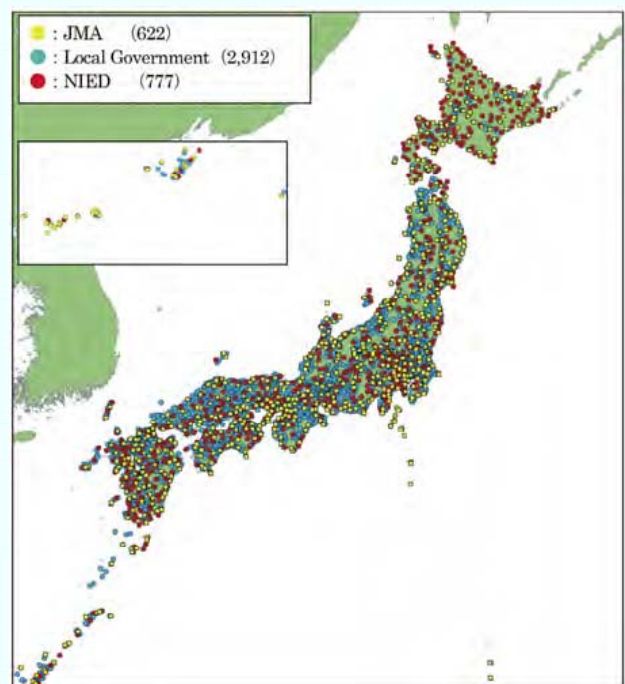 : JMA (622)
: Local Government (2,912)
: NIED (777)